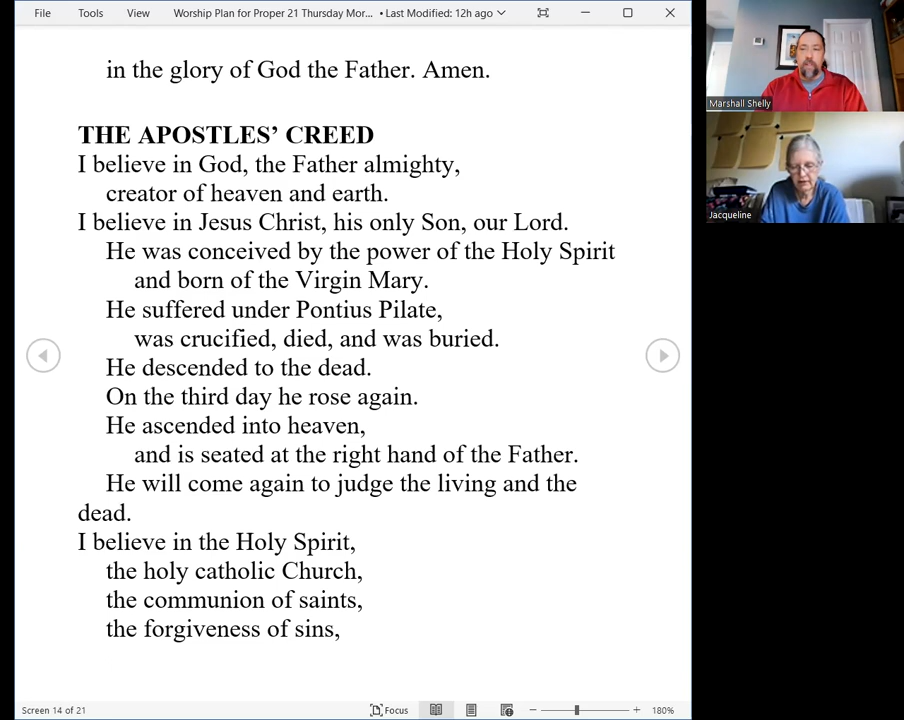 File Tools View Worship Plan for Proper 21 Thursday Mor... • Last Modified: 12h ago
in the glory of God the Father. Amen.
THE APOSTLES’ CREED
I believe in God, the Father almighty,
creator of heaven and earth.
I believe in Jesus Christ, his only Son, our Lord.
He was conceived by the power of the Holy Spirit
and born of the Virgin Mary.
He suffered under Pontius Pilate,
was crucified, died, and was buried.
He descended to the dead.
On the third day he rose again.
He ascended into heaven,
and is seated at the right hand of the Father.
He will come again to judge the living and the
dead.
I believe in the Holy Spirit,
the holy catholic Church,
the communion of saints,
the forgiveness of sins,
Screen 14 of 21 Focus 180%
Marshall Shelly
Jacqueline